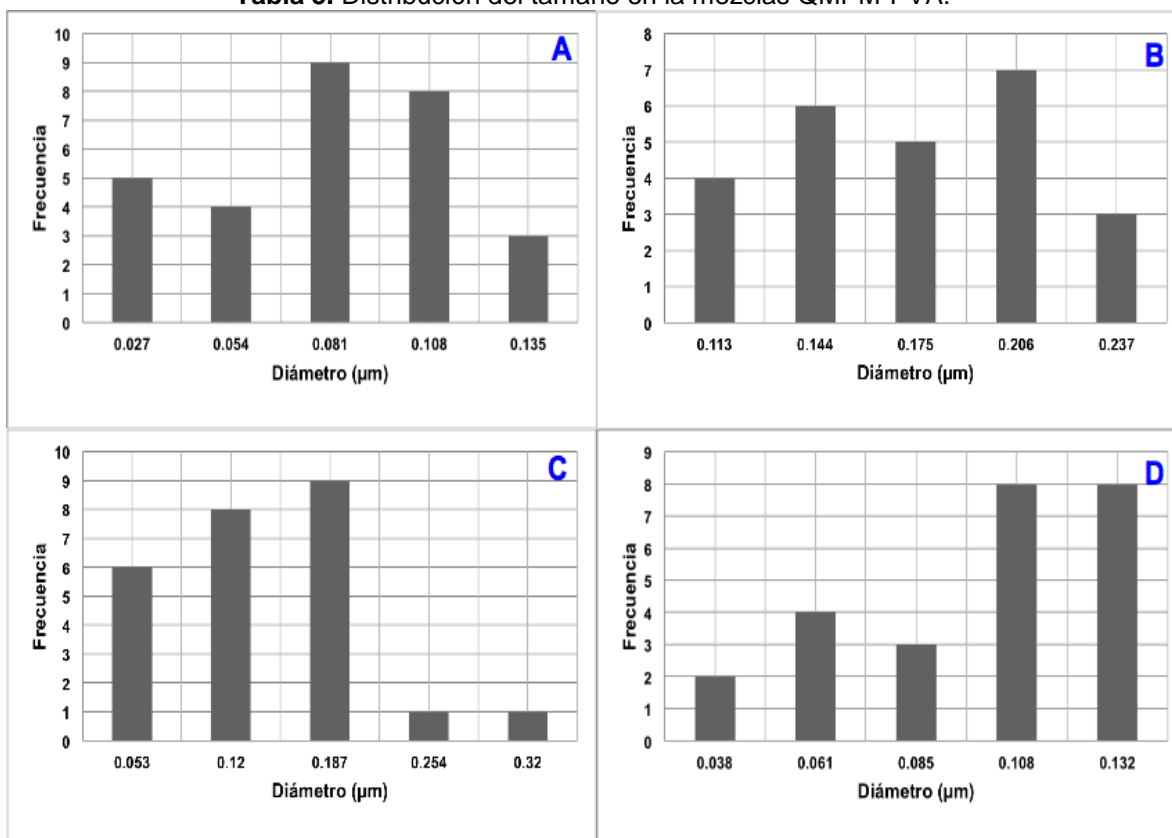 Tabla 3. Distribución del tamaño en la mezclas QMPM-PVA.
A
Frecuencia
10
9
8
7
6
5
4
3
2
1
0
0.027 0.054 0.081 0.108 0.135
Diámetro (µm)
B
Frecuencia
8
7
6
5
4
3
2
1
0
0.113 0.144 0.175 0.206 0.237
Diámetro (µm)
C
Frecuencia
10
9
8
7
6
5
4
3
2
1
0
0.053 0.12 0.187 0.254 0.32
Diámetro (µm)
D
Frecuencia
9
8
7
6
5
4
3
2
1
0
0.038 0.061 0.085 0.108 0.132
Diámetro (µm)